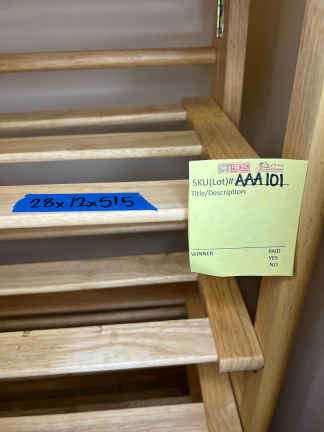 SKU(Lot)# AAA101
Title/Description
28x12x51.5
WINNER
PAID
YES
NO